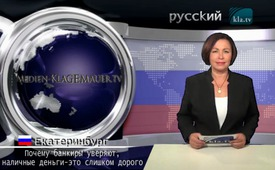 русский
kla.tv
MEDIEN-KLAGEMAUER.TV
Екатеринбург
Почему банкиры уверяют,
наличные деньги-это слишком дорого